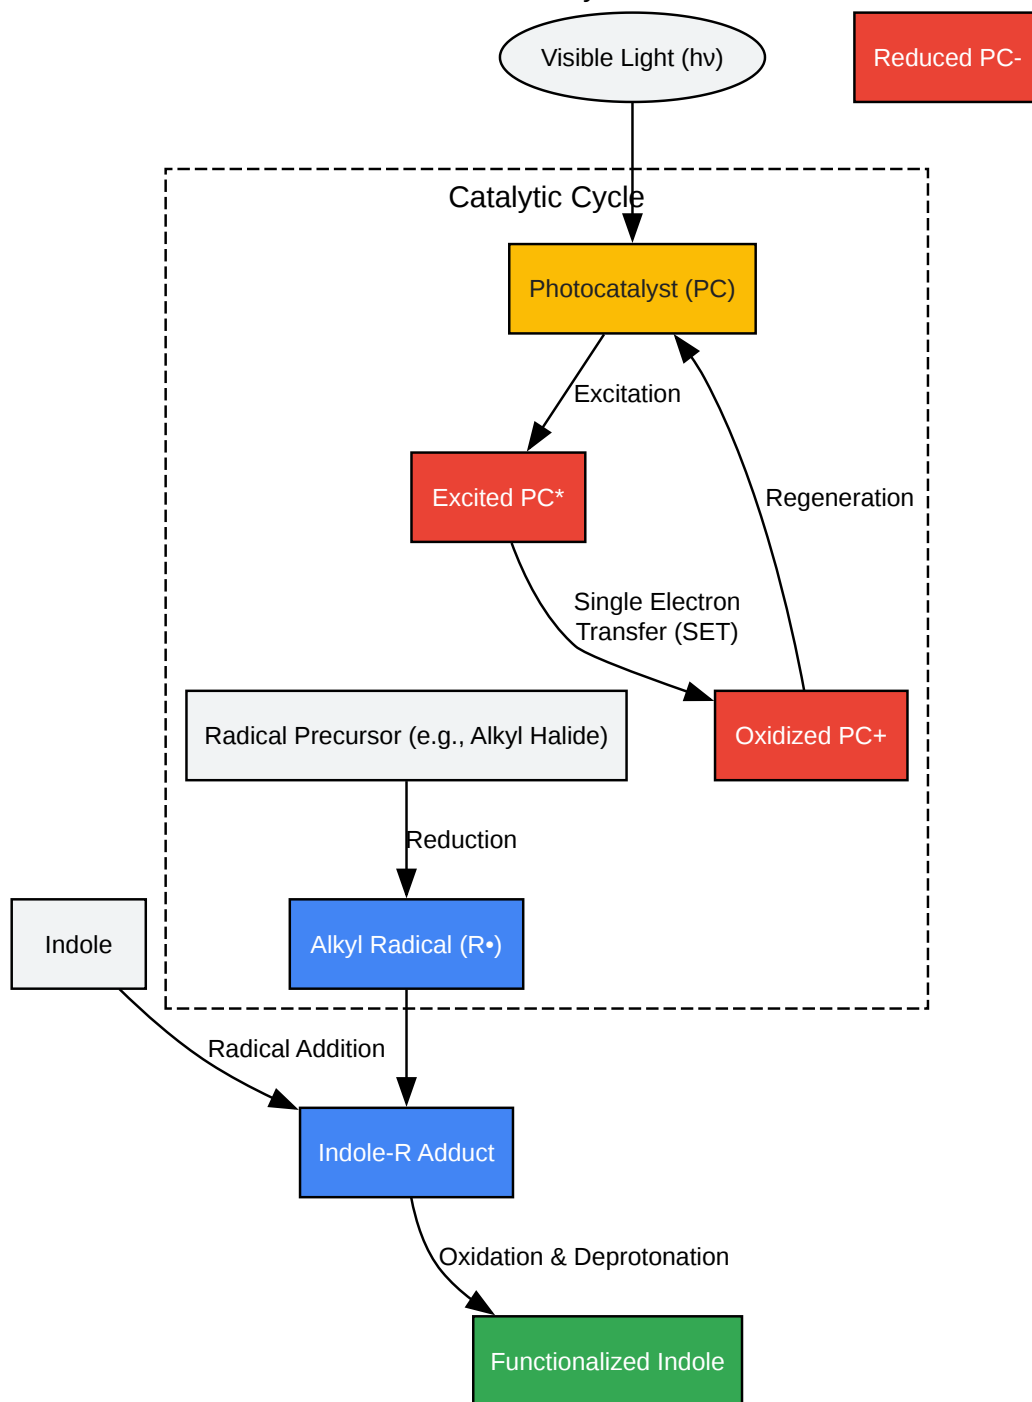 Visible Light (hν)
Reduced PC-
Catalytic Cycle
Photocatalyst (PC)
Excitation
Excited PC*
Regeneration
Single Electron
Transfer (SET)
Radical Precursor (e.g., Alkyl Halide)
Oxidized PC+
Reduction
Indole
Alkyl Radical (R•)
Radical Addition
Indole-R Adduct
Oxidation & Deprotonation
Functionalized Indole